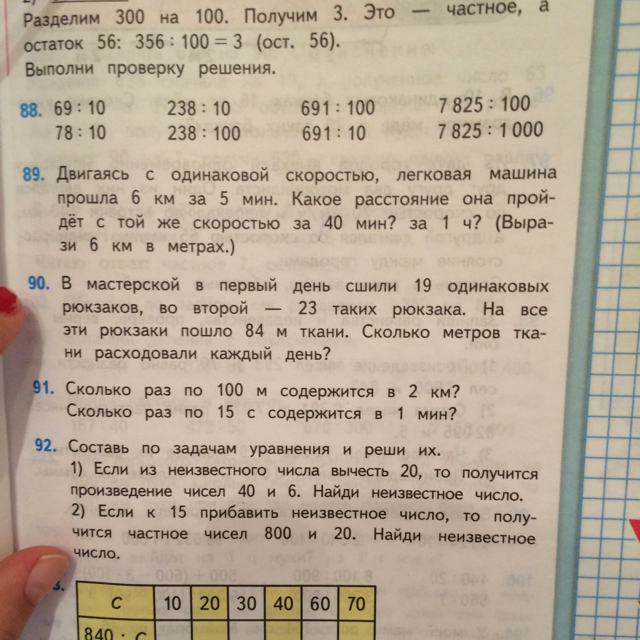 Разделим 300 на 100. Получим 3. Это — частное, а
остаток 56: 356 : 100 = 3 (ост. 56).
Выполни проверку решения.
88. 69 : 10 238 : 10 691 : 100 7 825 : 100
78 : 10 238 : 100 691 : 10 7 825 : 1 000
89. Двигаясь с одинаковой скоростью, легковая машина
прошла 6 км за 5 мин. Какое расстояние она прой-
дёт с той же скоростью за 40 мин? за 1 ч? (Выра-
зи 6 км в метрах.)
90. В мастерской в первый день сшили 19 одинаковых
рюкзаков, во второй — 23 таких рюкзака. На все
эти рюкзаки пошло 84 м ткани. Сколько метров тка-
ни расходовали каждый день?
91. Сколько раз по 100 м содержится в 2 км?
Сколько раз по 15 с содержится в 1 мин?
92. Составь по задачам уравнения и реши их.
1) Если из неизвестного числа вычесть 20, то получится
произведение чисел 40 и 6. Найди неизвестное число.
2) Если к 15 прибавить неизвестное число, то полу-
чится частное чисел 800 и 20. Найди неизвестное
число.
3.
c 10 20 30 40 60 70
840 : c